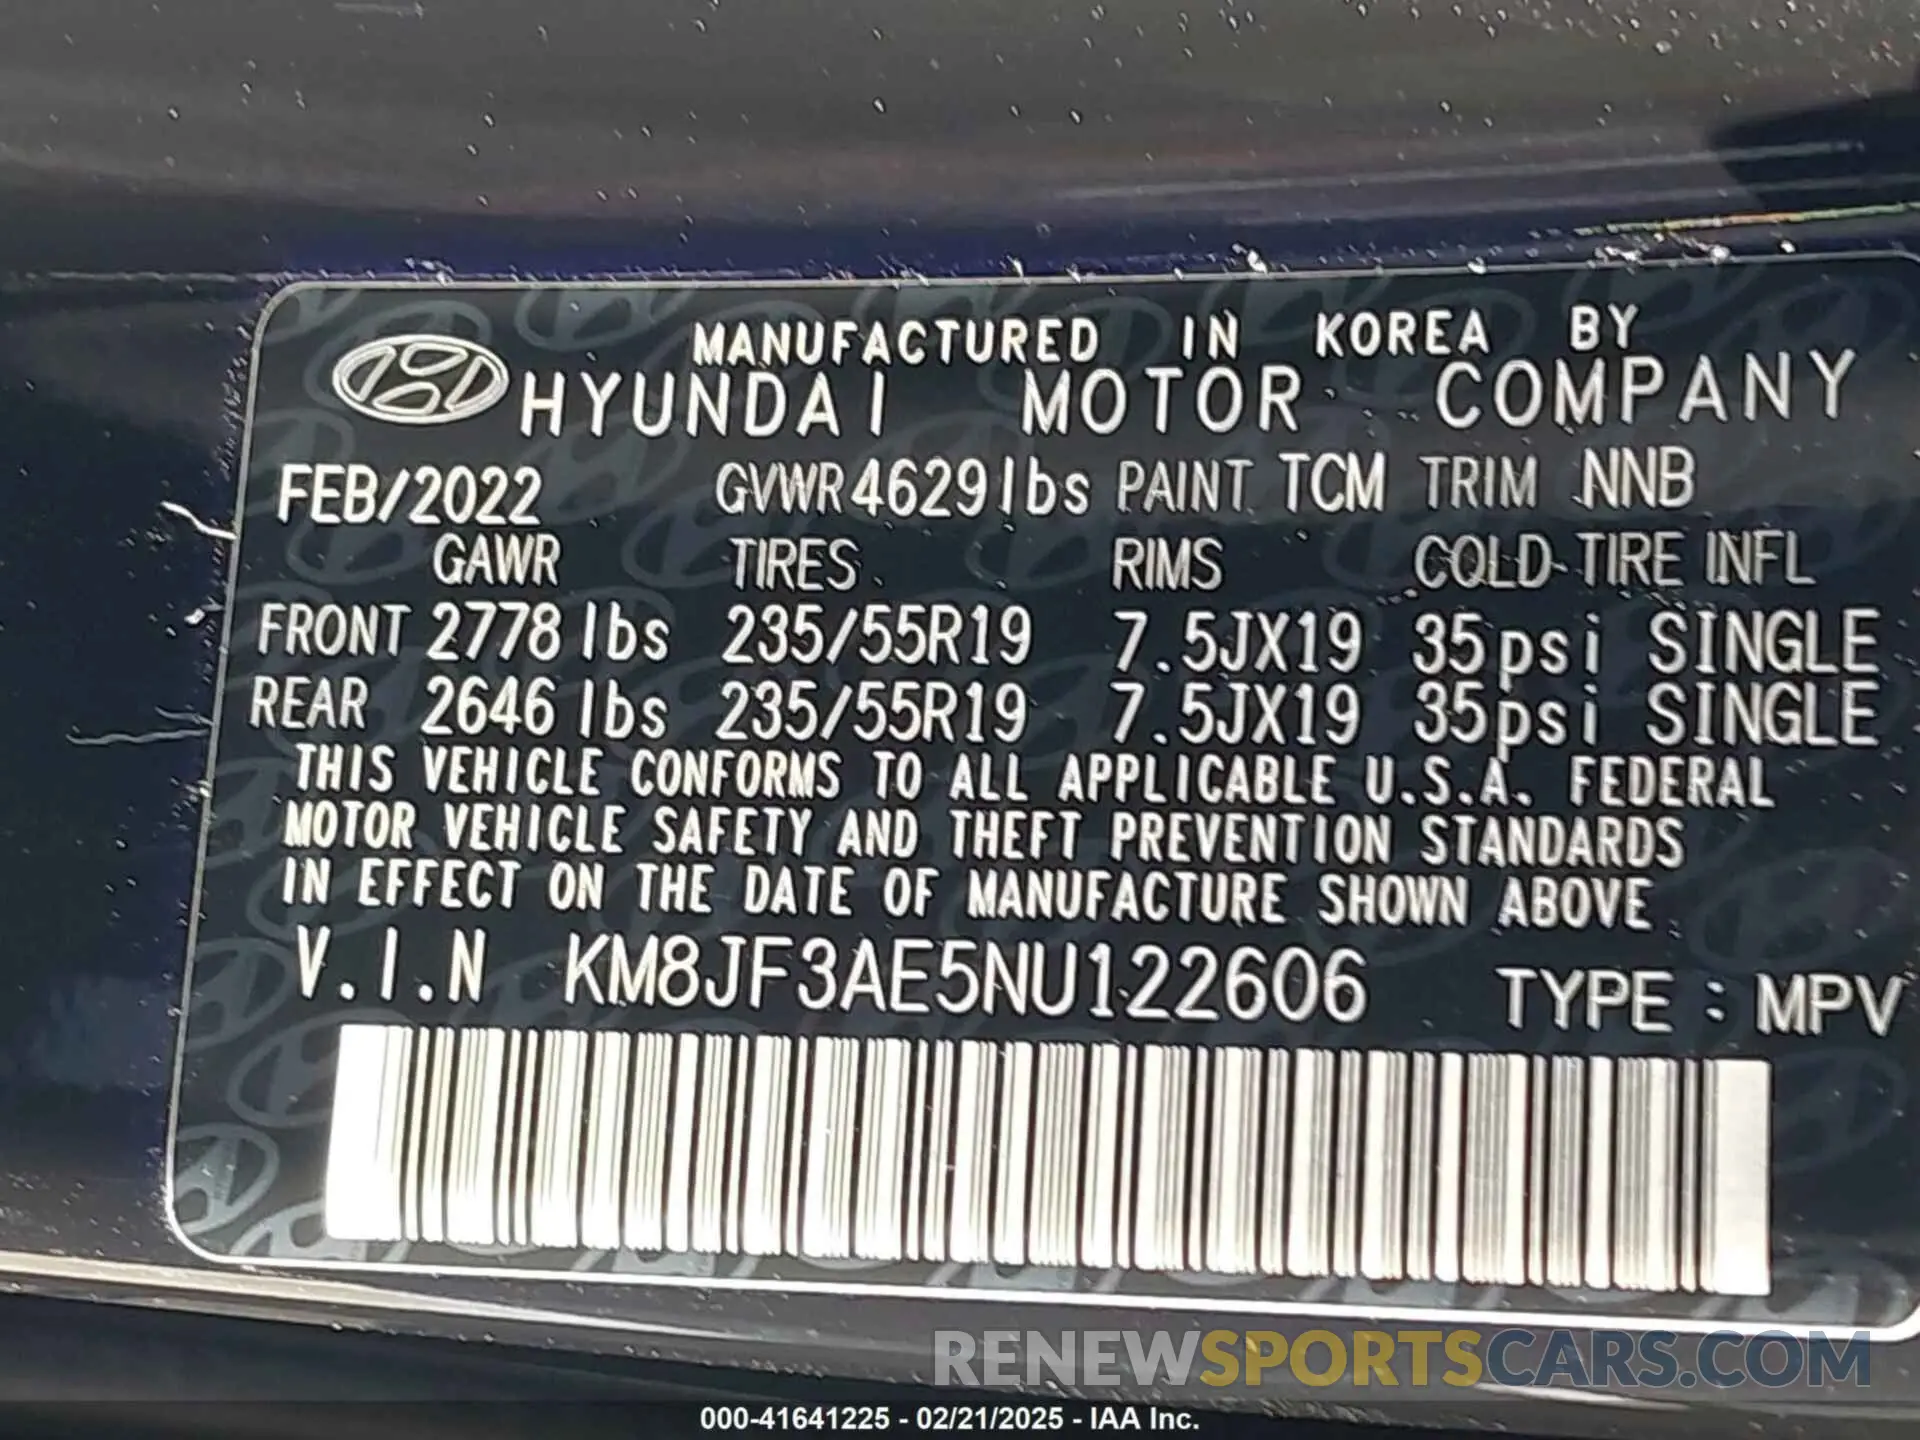 MANUFACTURED IN KOREA BY
HYUNDAI MOTOR COMPANY
FEB/2022 GVWR 4629lbs PAINT TCM TRIM NNB
GAWR TIRES RIMS COLD TIRE INFL
FRONT 2778 lbs 235/55R19 7.5JX19 35psi SINGLE
REAR 2646 lbs 235/55R19 7.5JX19 35psi SINGLE
THIS VEHICLE CONFORMS TO ALL APPLICABLE U.S.A. FEDERAL
MOTOR VEHICLE SAFETY AND THEFT PREVENTION STANDARDS
IN EFFECT ON THE DATE OF MANUFACTURE SHOWN ABOVE
V.I.N KM8JF3AE5NU122606 TYPE : MPV
RENEWSPORTSCARS.COM
000-41641225 - 02/21/2025 - IAA Inc.